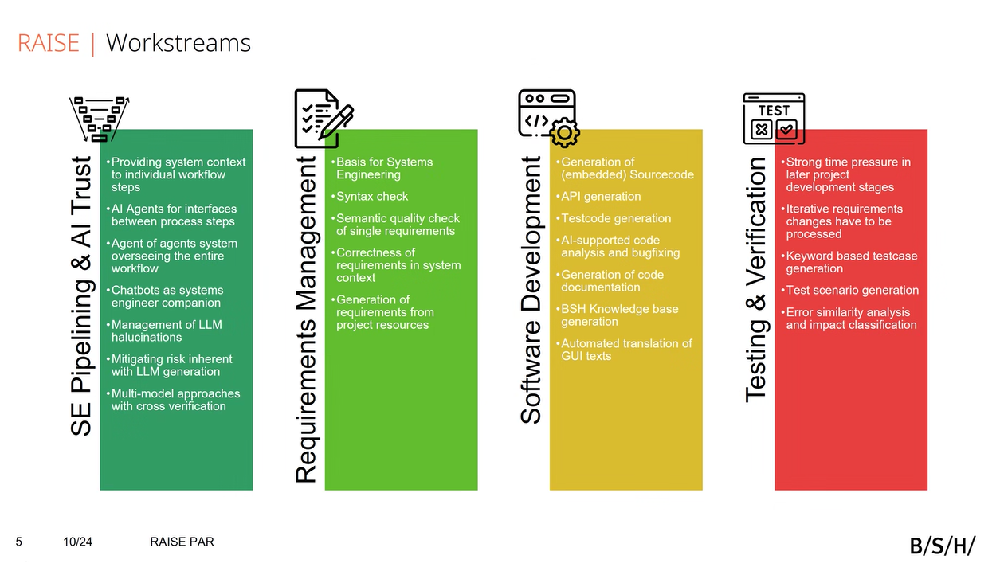 RAISE | Workstreams
SE Pipelining & AI Trust
•Providing system context
to individual workflow
steps
•AI Agents for interfaces
between process steps
•Agent of agents system
overseeing the entire
workflow
•Chatbots as systems
engineer companion
•Management of LLM
halucinations
•Mitigating risk inherent
with LLM generation
•Multi-model approaches
with cross verification
Requirements Management
•Basis for Systems
Engineering
•Syntax check
•Semantic quality check
of single requirements
•Correctness of
requirements in system
context
•Generation of
requirements from
project resources
</>
Software Development
•Generation of
(embedded) Sourcecode
•API generation
•Testcode generation
•AI-supported code
analysis and bugfixing
•Generation of code
documentation
•BSH Knowledge base
generation
•Automated translation of
GUI texts
TEST
Testing & Verification
•Strong time pressure in
later project
development stages
•Iterative requirements
changes have to be
processed
•Keyword based testcase
generation
•Test scenario generation
•Error similarity analysis
and impact classification
5 10/24 RAISE PAR
B/S/H/